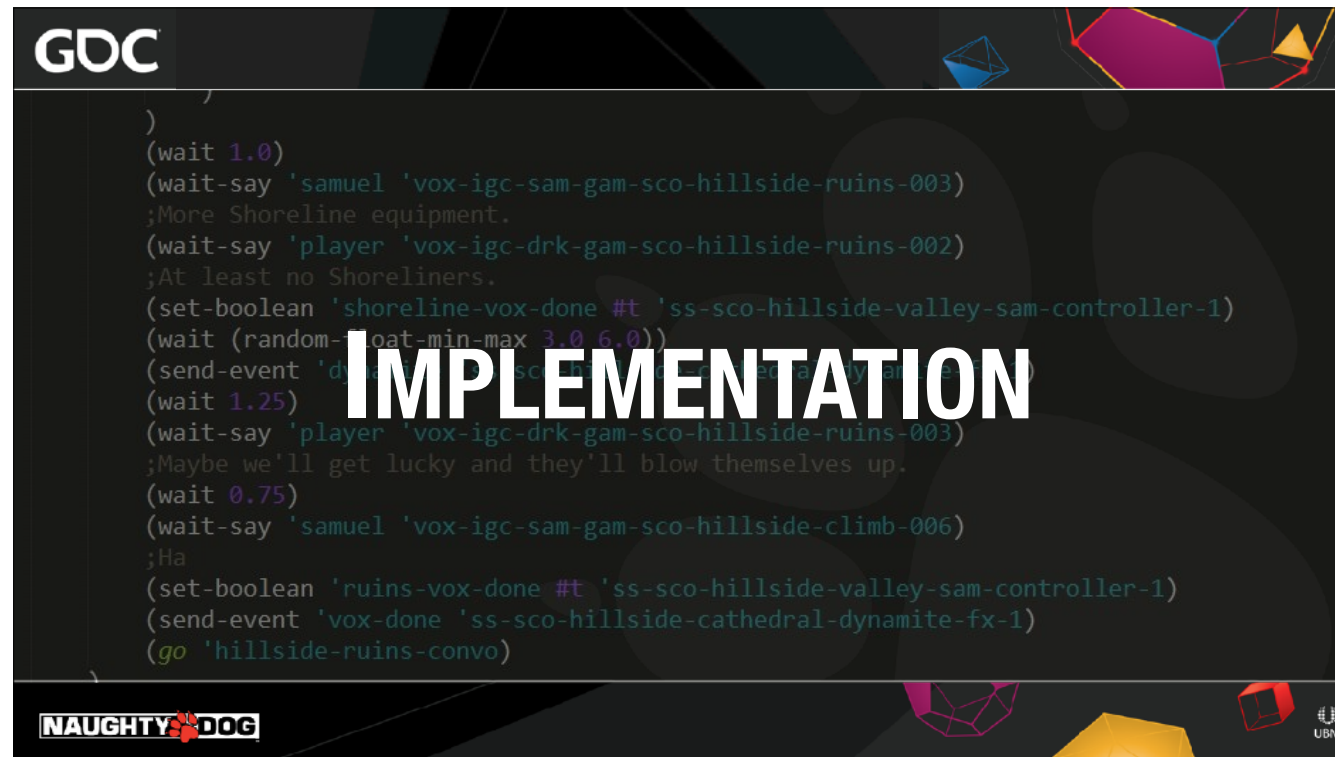 GDC
)
)
(wait 1.0)
(wait-say 'samuel 'vox-igc-sam-gam-sco-hillside-ruins-003)
;More Shoreline equipment.
(wait-say 'player 'vox-igc-drk-gam-sco-hillside-ruins-002)
;At least no Shoreliners.
(set-boolean 'shoreline-vox-done #t 'ss-sco-hillside-valley-sam-controller-1)
(wait (random-float-min-max 3.0 6.0))
(send-event
IMPLEMENTATION
(wait 1.25)
(wait-say 'player 'vox-igc-drk-gam-sco-hillside-ruins-003)
;Maybe we'll get lucky and they'll blow themselves up.
(wait 0.75)
(wait-say 'samuel 'vox-igc-sam-gam-sco-hillside-climb-006)
;Ha
(set-boolean 'ruins-vox-done #t 'ss-sco-hillside-valley-sam-controller-1)
(send-event 'vox-done 'ss-sco-hillside-cathedral-dynamite-fx-1)
(go 'hillside-ruins-convo)
)
NAUGHTY DOG